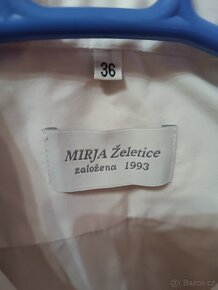 36
MIRJA Želetice
založena 1993
Bazos.cz